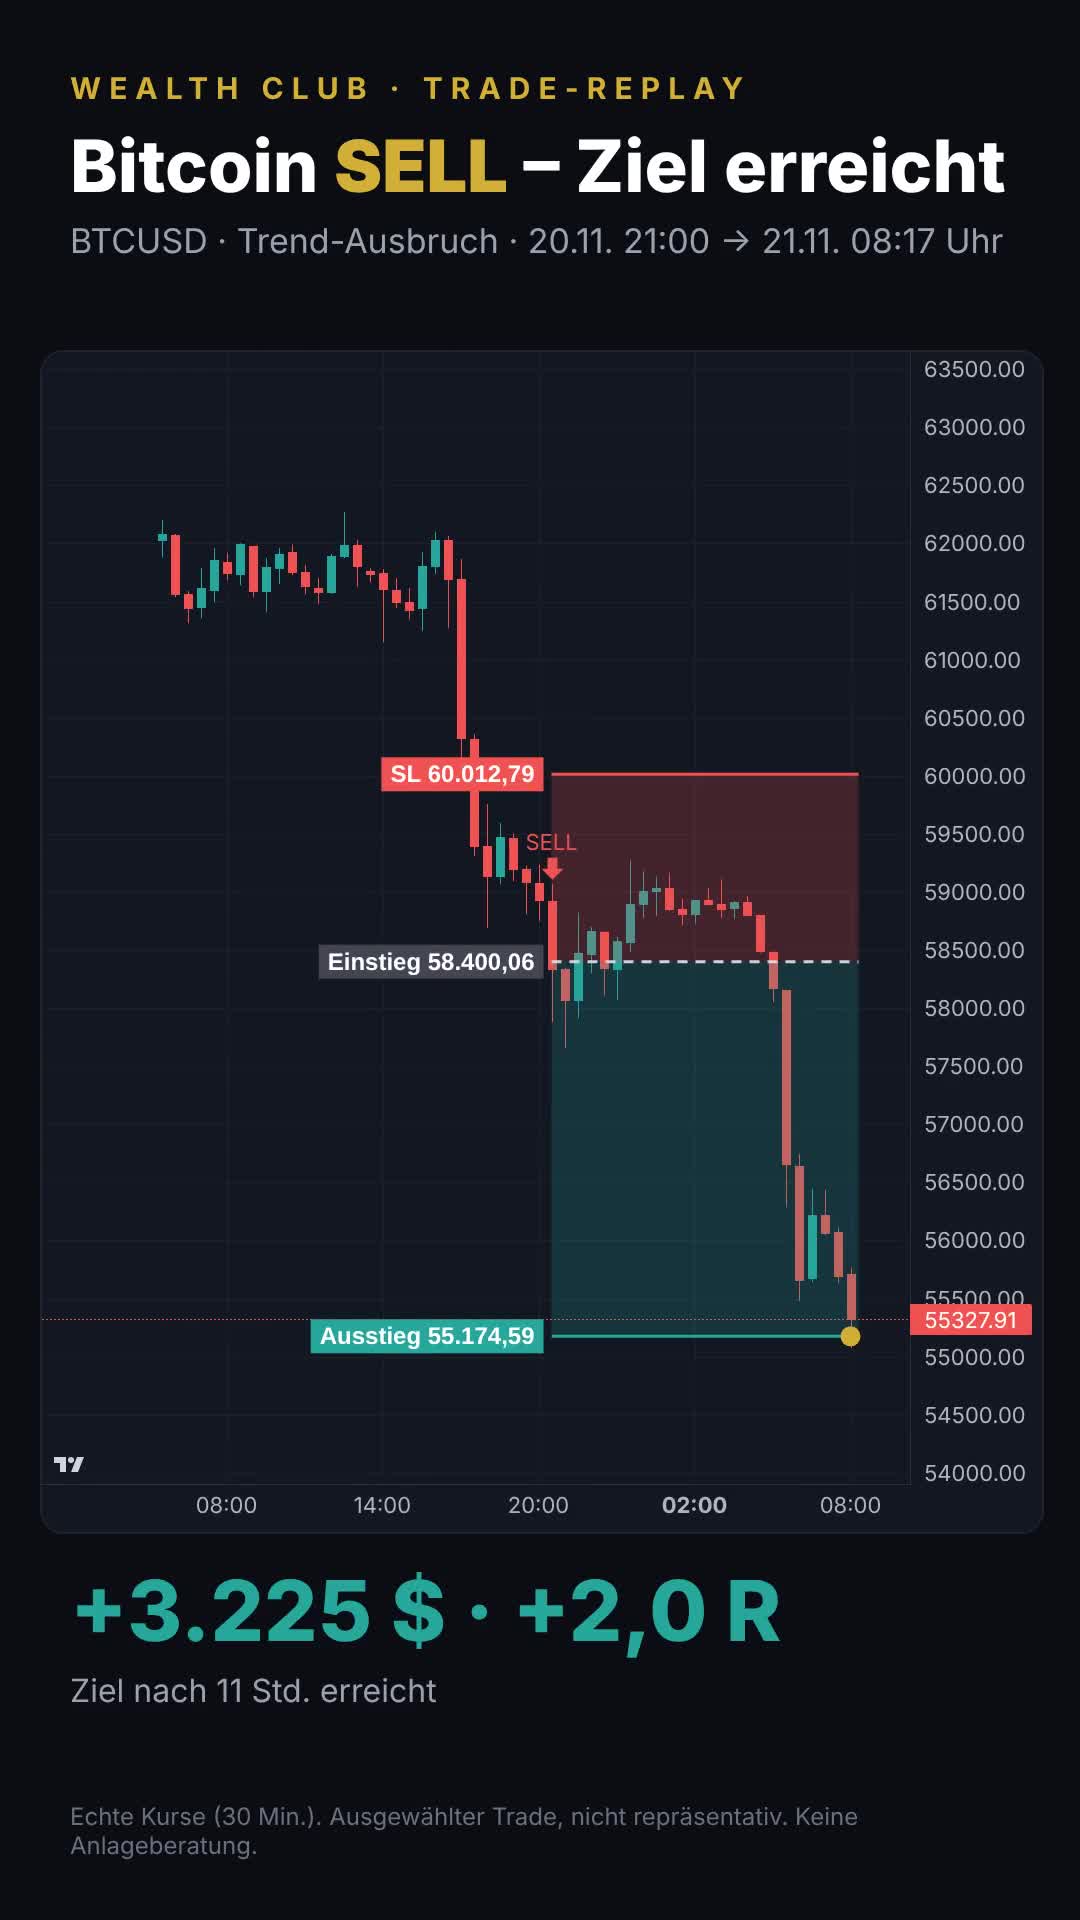 WEALTH CLUB · TRADE-REPLAY
Bitcoin SELL – Ziel erreicht
BTCUSD · Trend-Ausbruch · 20.11. 21:00 → 21.11. 08:17 Uhr
63500.00
63000.00
62500.00
62000.00
61500.00
61000.00
60500.00
SL 60.012,79
60000.00
SELL
59500.00
59000.00
Einstieg 58.400,06
58500.00
58000.00
57500.00
57000.00
56500.00
56000.00
55500.00
55327.91
Ausstieg 55.174,59
55000.00
54500.00
54000.00
08:00 14:00 20:00 02:00 08:00
+3.225 $ · +2,0 R
Ziel nach 11 Std. erreicht
Echte Kurse (30 Min.). Ausgewählter Trade, nicht repräsentativ. Keine
Anlageberatung.